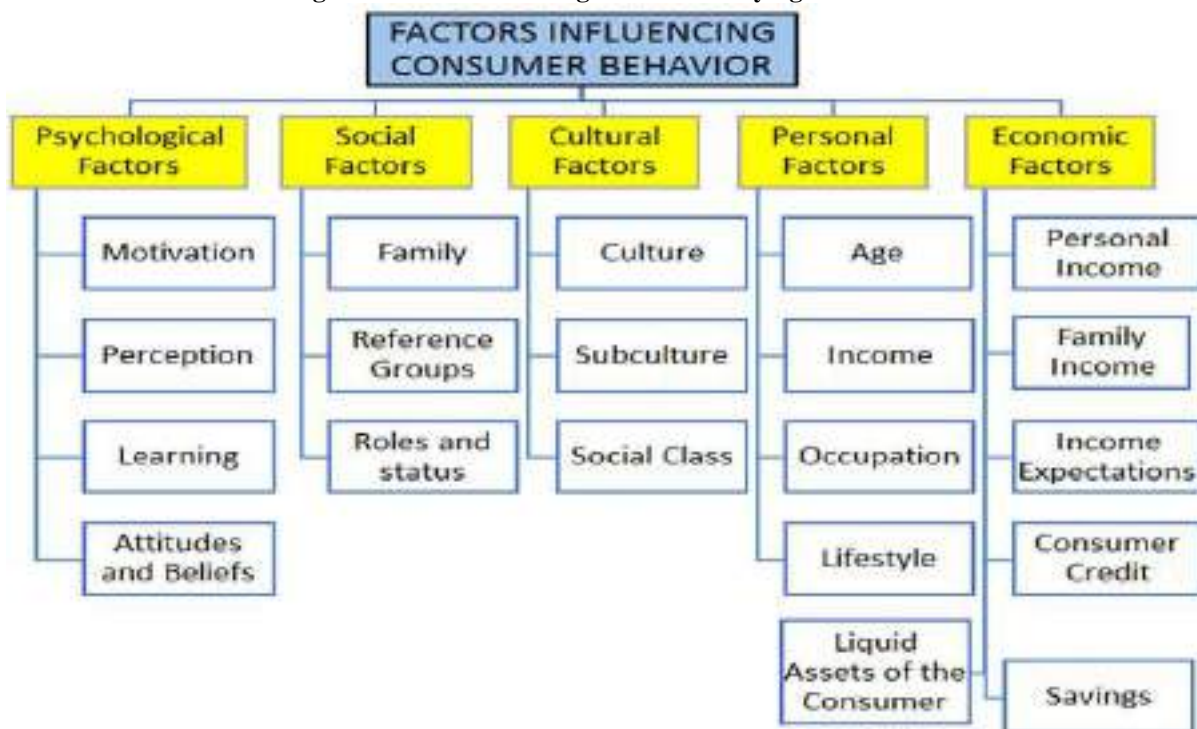 FACTORS INFLUENCING
CONSUMER BEHAVIOR
Psychological
Factors
Motivation
Perception
Learning
Attitudes
and Beliefs
Social
Factors
Family
Reference
Groups
Roles and
status
Cultural
Factors
Culture
Subculture
Social Class
Personal
Factors
Age
Income
Occupation
Lifestyle
Economic
Factors
Personal
Income
Family
Income
Income
Expectations
Consumer
Credit
Liquid
Assets of the
Consumer
Savings